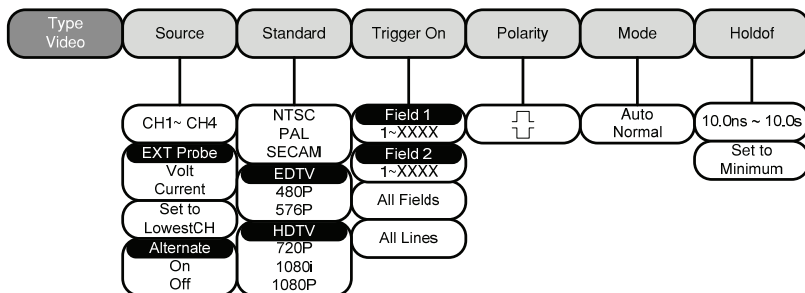 Type
Video
Source
Standard
Trigger On
Polarity
Mode
Holdof
CH1~ CH4
EXT Probe
Volt
Current
Set to
LowestCH
Alternate
On
Off
NTSC
PAL
SECAM
EDTV
480P
576P
HDTV
720P
1080i
1080P
Field 1
1~XXXX
Field 2
1~XXXX
All Fields
All Lines
Auto
Normal
10.0ns ~ 10.0s
Set to
Minimum